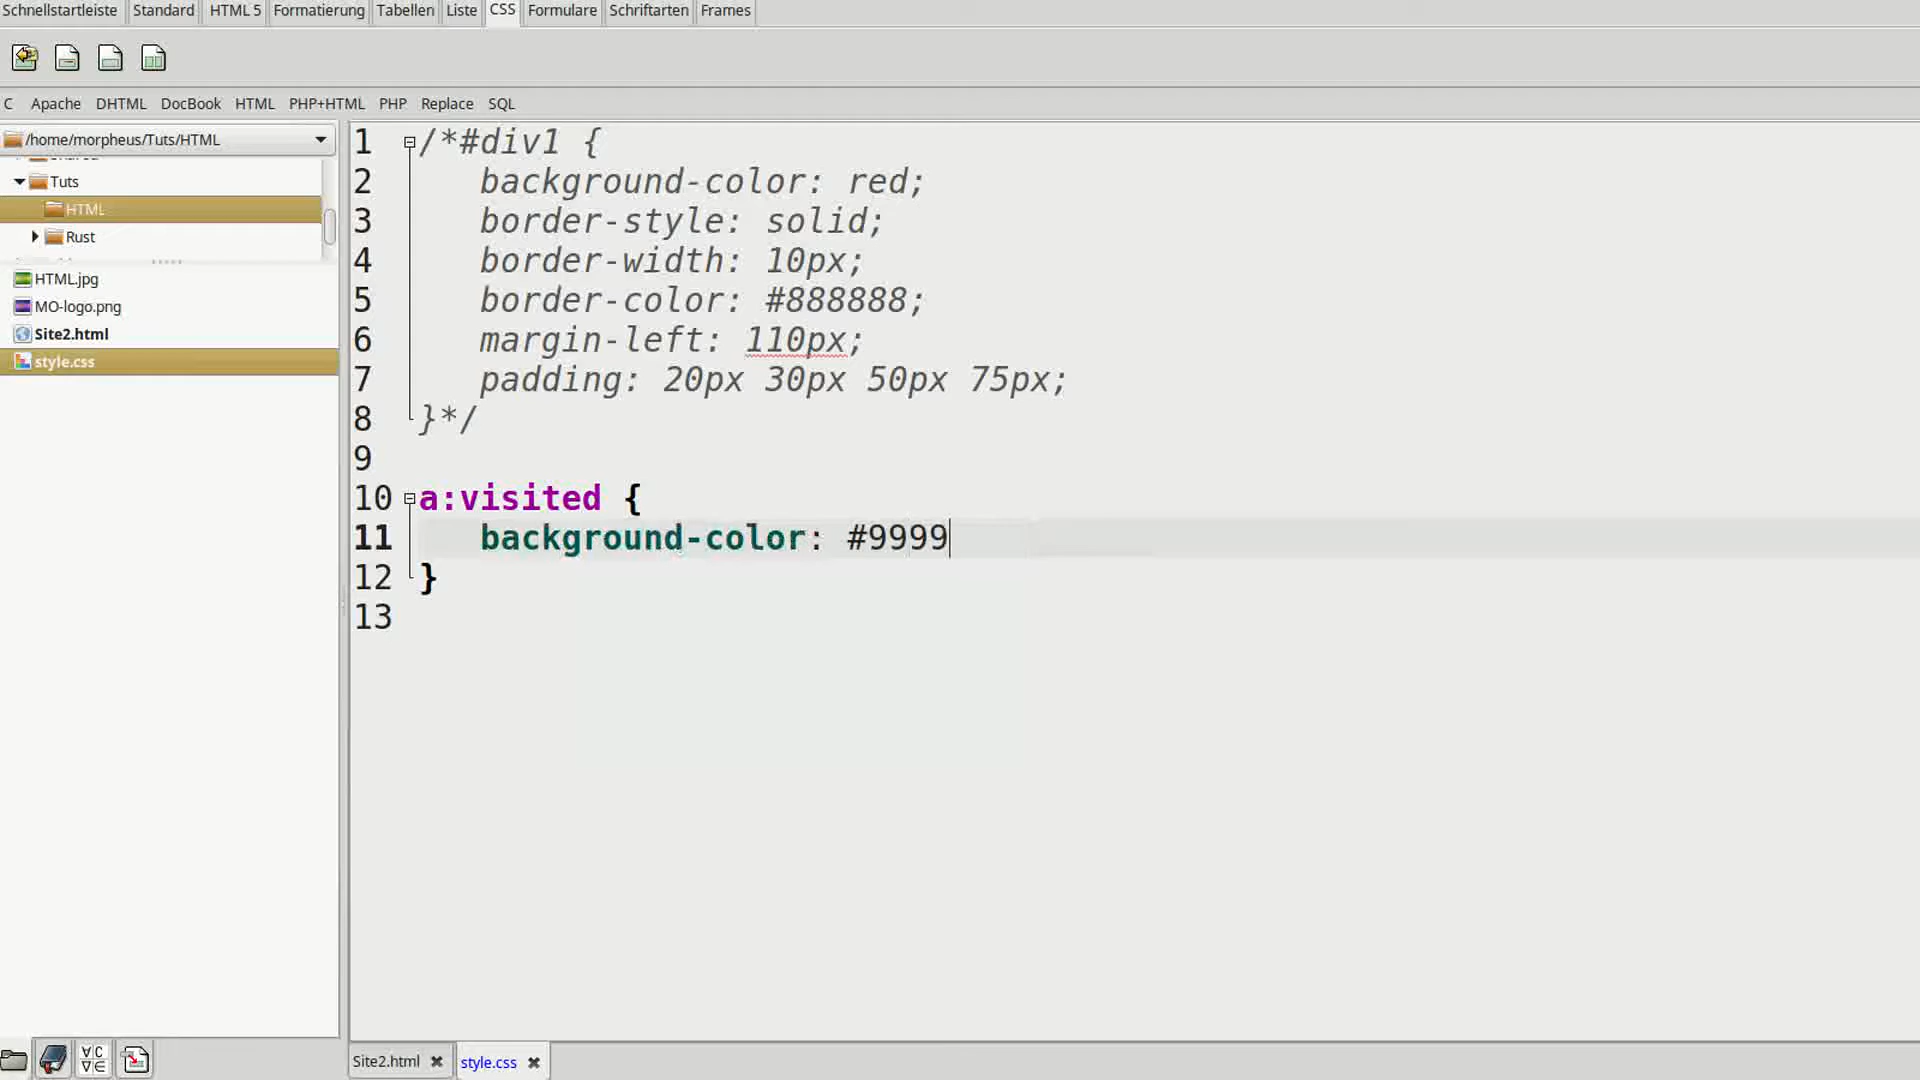 Schnellstartleiste Standard HTML 5 Formatierung Tabellen Liste CSS Formulare Schriftarten Frames
C Apache DHTML DocBook HTML PHP+HTML PHP Replace SQL
/home/morpheus/Tuts/HTML
Tuts
HTML
Rust
HTML.jpg
MO-logo.png
Site2.html
style.css
1 /*#div1 {
2 background-color: red;
3 border-style: solid;
4 border-width: 10px;
5 border-color: #888888;
6 margin-left: 110px;
7 padding: 20px 30px 50px 75px;
8 }*/
9
10 a:visited {
11 background-color: #9999
12 }
13
Site2.html style.css